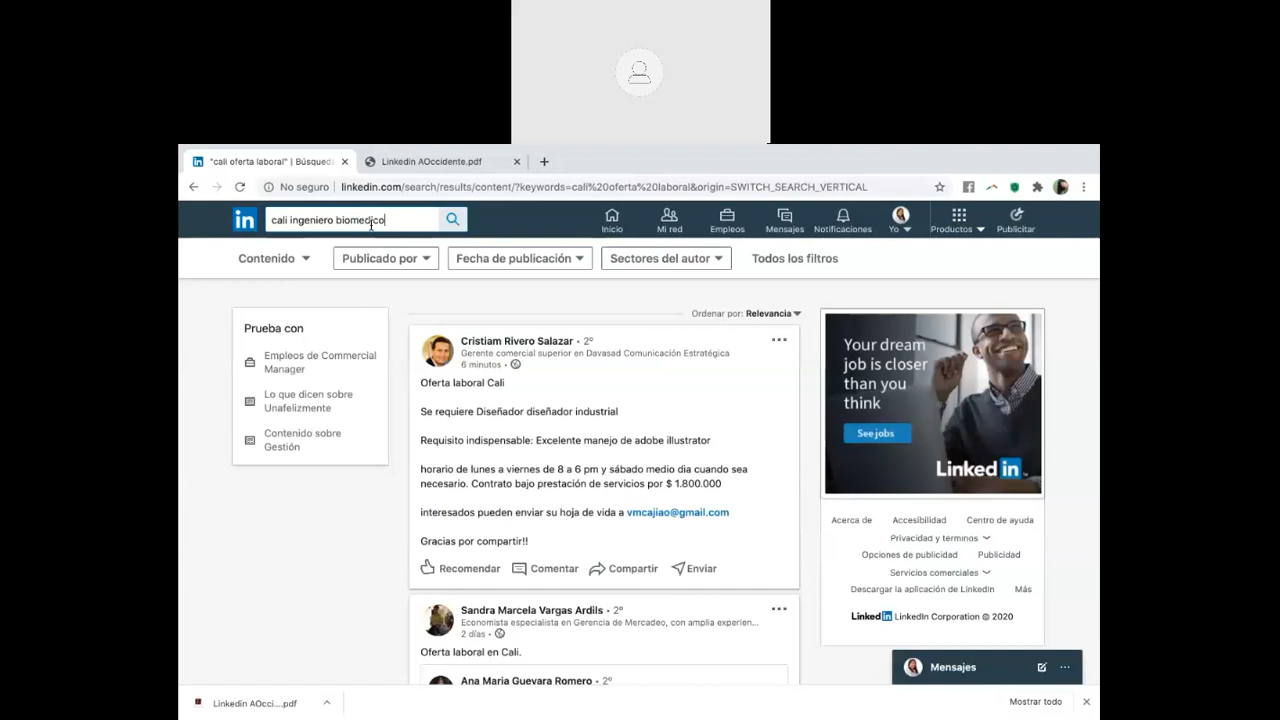 "cali oferta laboral" | Búsqued
Linkedin AOccidente.pdf
No seguro
linkedin.com/search/results/content/?keywords=cali%20oferta%20laboral&origin=SWITCH_SEARCH_VERTICAL
in
cali ingeniero biomedico
Inicio
Mi red
Empleos
Mensajes
Notificaciones
Yo
Productos
Publicitar
Contenido
Publicado por
Fecha de publicación
Sectores del autor
Todos los filtros
Prueba con
Empleos de Commercial
Manager
Lo que dicen sobre
Unafelizmente
Contenido sobre
Gestión
Ordenar por: Relevancia
Cristiam Rivero Salazar • 2º
Gerente comercial superior en Davasad Comunicación Estratégica
6 minutos •
Oferta laboral Cali
Se requiere Diseñador diseñador industrial
Requisito indispensable: Excelente manejo de adobe illustrator
horario de lunes a viernes de 8 a 6 pm y sábado medio dia cuando sea
necesario. Contrato bajo prestación de servicios por $ 1.800.000
interesados pueden enviar su hoja de vida a vmcajiao@gmail.com
Gracias por compartir!!
Recomendar
Comentar
Compartir
Enviar
Sandra Marcela Vargas Ardils • 2º
Economista especialista en Gerencia de Mercadeo, con amplia experien...
2 días •
Oferta laboral en Cali.
Ana Maria Guevara Romero • 2º
Your dream
job is closer
than you
think
See jobs
Linked in
Acerca de
Accesibilidad
Centro de ayuda
Privacidad y términos
Opciones de publicidad
Publicidad
Servicios comerciales
Descargar la aplicación de LinkedIn
Más
Linked in LinkedIn Corporation © 2020
Mensajes
Linkedin AOcci....pdf
Mostrar todo